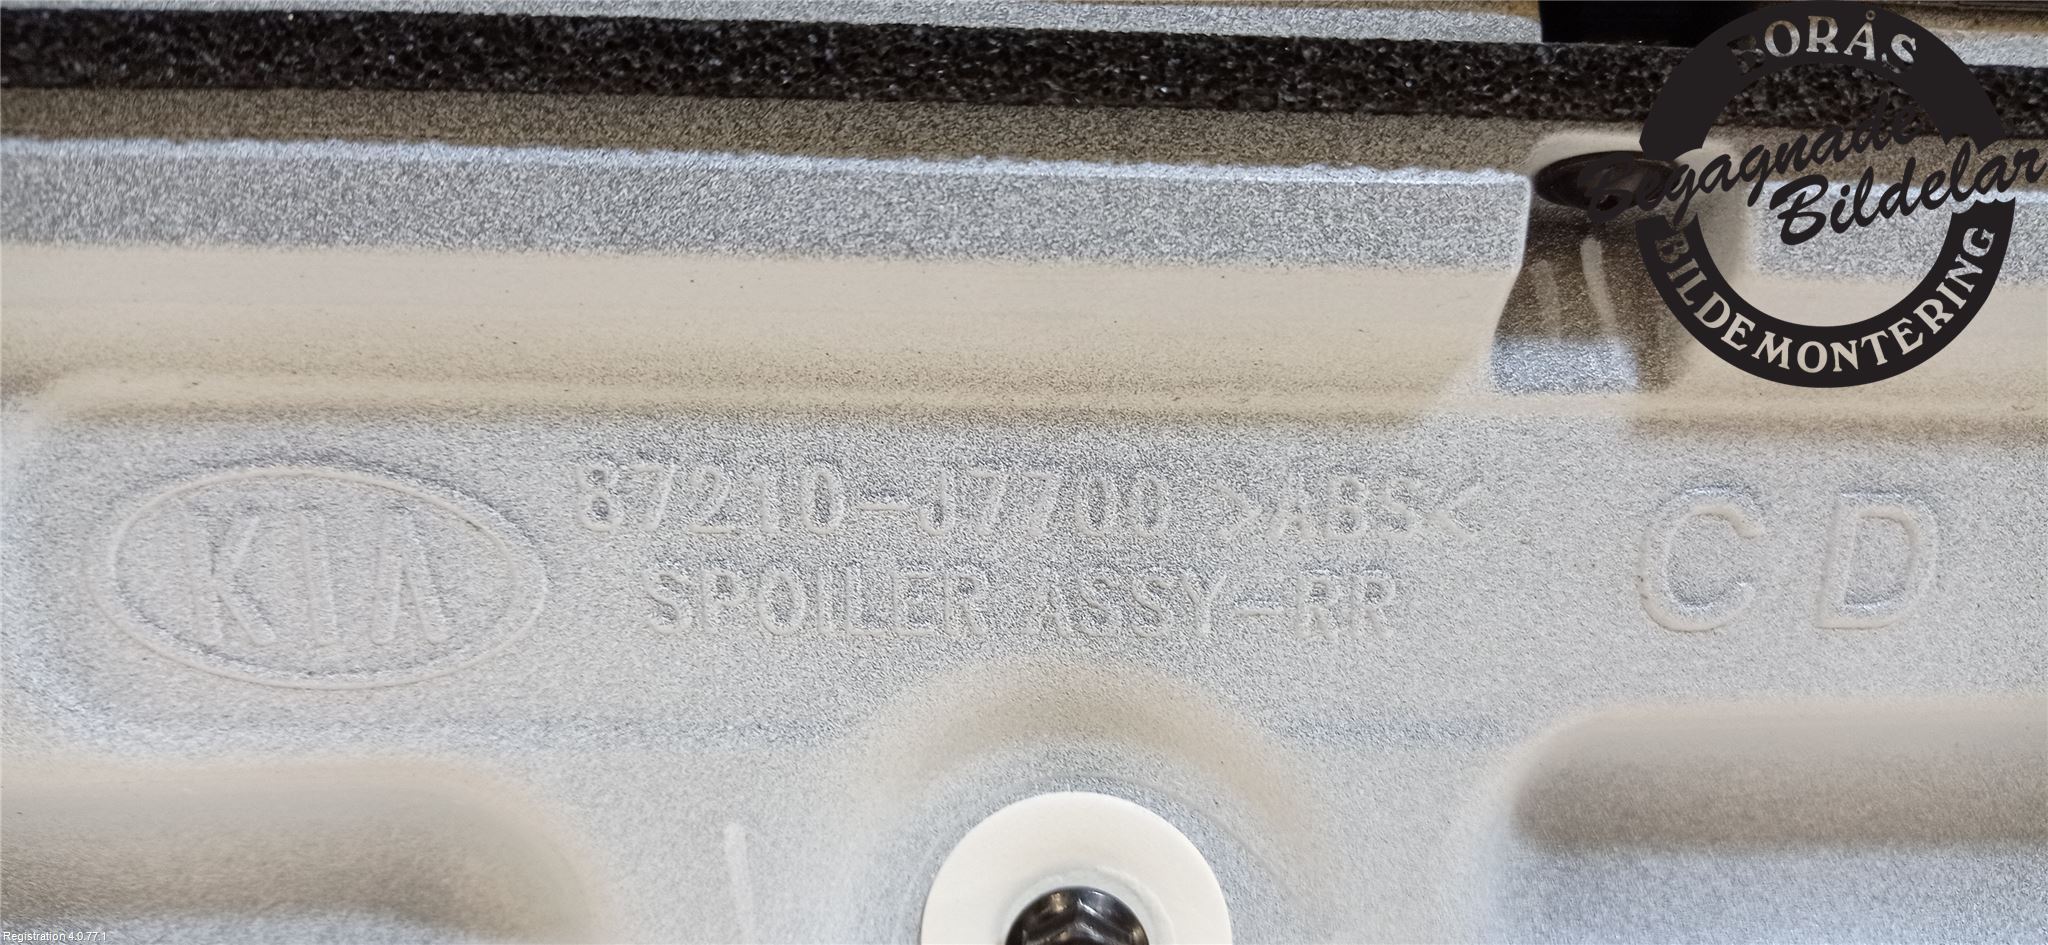 BORÅS
Begagnade
Bildelar
BILDEMONTERING
KIA
87210-J7700 >ABS<
SPOILER ASSY-RR
C D
Registration 4.0.77.1